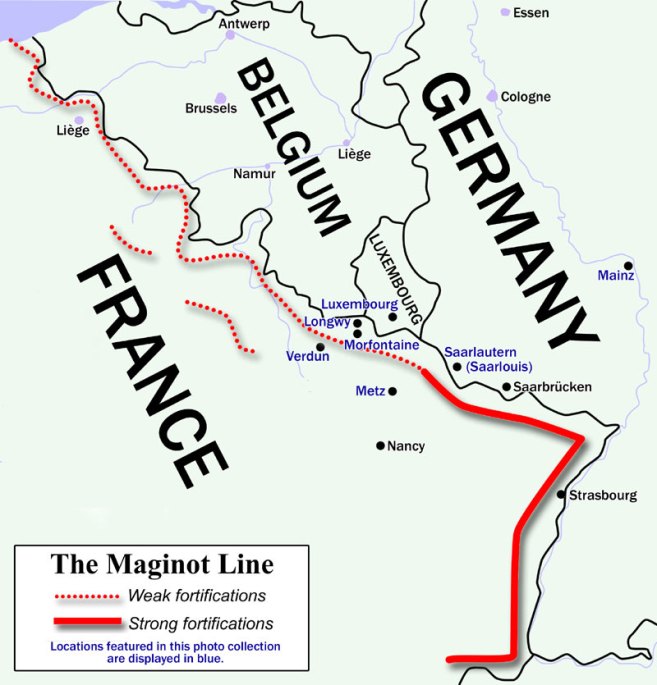 Essen
Antwerp
BELGIUM
GERMANY
Cologne
Brussels
Liège
Liège
Namur
FRANCE
LUXEMBOURG
Mainz
Luxembourg
Longwy
Morfontaine
Verdun
Saarlautern
(Saarlouis)
Saarbrücken
Metz
Nancy
Strasbourg
The Maginot Line
Weak fortifications
Strong fortifications
Locations featured in this photo collection
are displayed in blue.